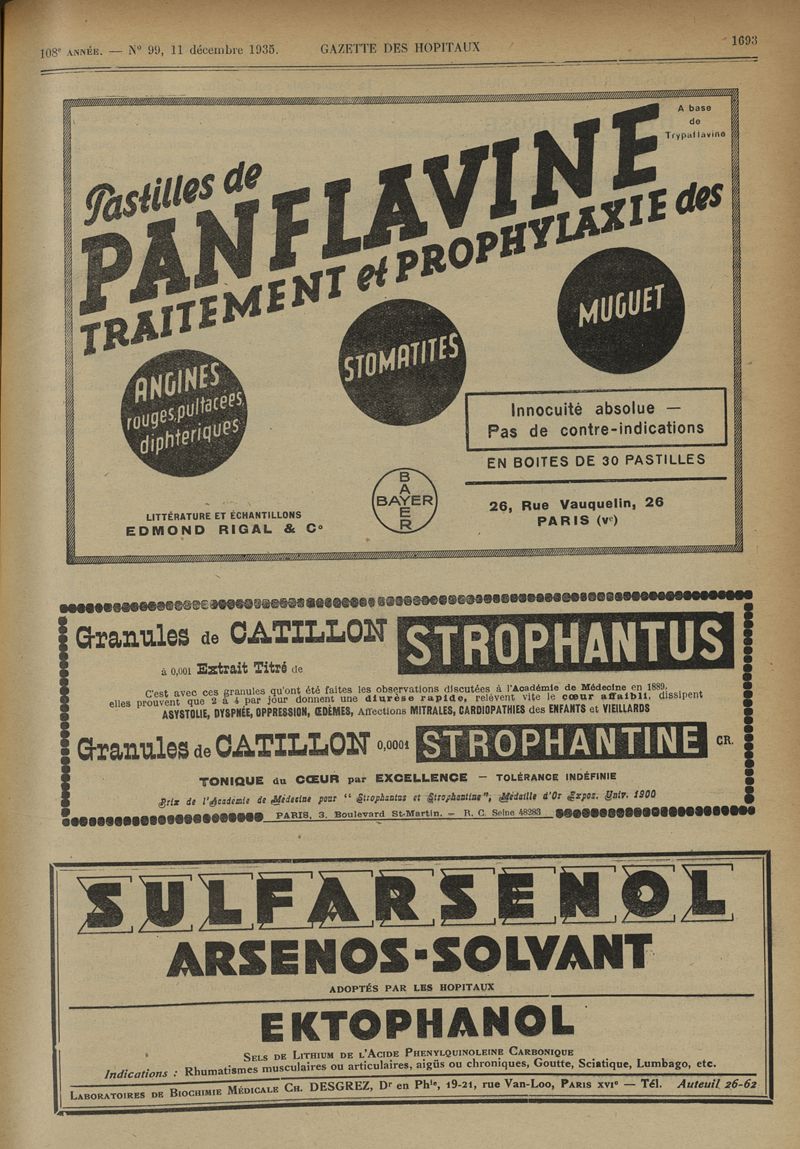 108e ANNÉE. — No 99, 11 décembre 1935. GAZETTE DES HOPITAUX 1693
A base
de
Trypaflavine
Pastilles de
PANFLAVINE
TRAITEMENT et PROPHYLAXIE des
ANGINES
rouges, pultacées,
diphtériques
STOMATITES
MUGUET
Innocuité absolue —
Pas de contre-indications
EN BOITES DE 30 PASTILLES
LITTÉRATURE ET ÉCHANTILLONS
EDMOND RIGAL & Co
BAYER
BAYER
26, Rue Vauquelin, 26
PARIS (Ve)
Granules de CATILLON STROPHANTUS
à 0,001 Extrait Titré de
C'est avec ces granules qu'ont été faites les observations discutées à l'Académie de Médecine en 1889,
elles prouvent que 2 à 4 par jour donnent une diurèse rapide, relèvent vite le cœur affaibli, dissipent
ASYSTOLIE, DYSPNÉE, OPPRESSION, ŒDÈMES, Affections MITRALES, CARDIOPATHIES des ENFANTS et VIEILLARDS
Granules de CATILLON 0,0001 STROPHANTINE CR.
TONIQUE du CŒUR par EXCELLENCE — TOLÉRANCE INDÉFINIE
Prix de l'Académie de Médecine pour "Strophantus et Strophantine", Médaille d'Or Expos. Univ. 1900
PARIS, 3, Boulevard St-Martin. — R. C. Seine 48283
SULFARSENOL
ARSENOS-SOLVANT
ADOPTÉS PAR LES HOPITAUX
EKTOPHANOL
SELS DE LITHIUM DE L'ACIDE PHENYLQUINOLEINE CARBONIQUE
Indications : Rhumatismes musculaires ou articulaires, aigüs ou chroniques, Goutte, Sciatique, Lumbago, etc.
LABORATOIRES DE BIOCHIMIE MÉDICALE CH. DESGREZ, Dr en Phie, 19-21, rue Van-Loo, PARIS XVIe — Tél. Auteuil 26-62